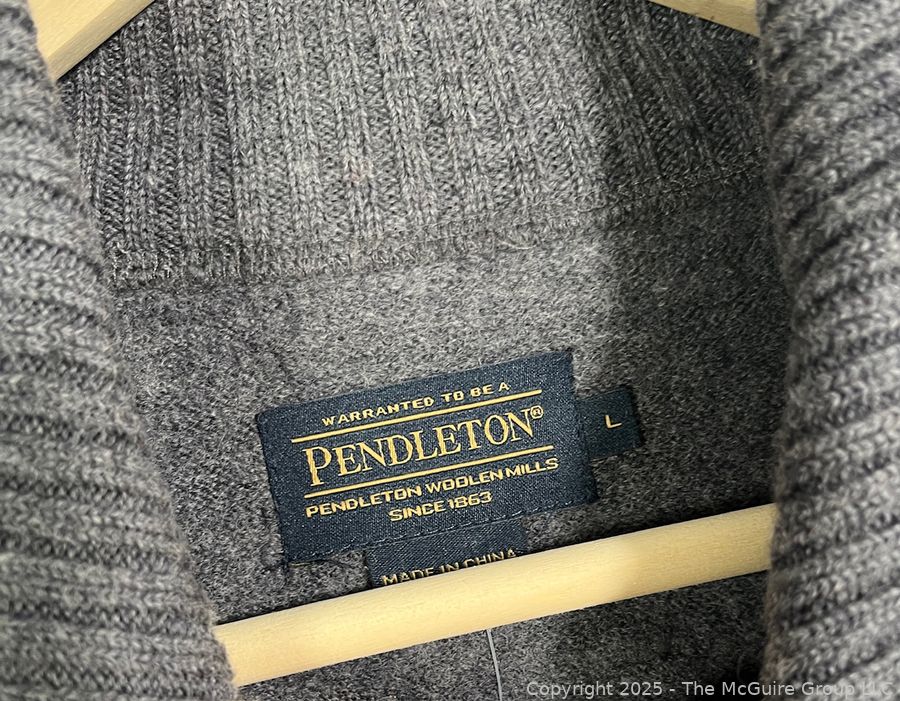 WARRANTED TO BE A
PENDLETON®
PENDLETON WOOLEN MILLS
SINCE 1863
L
MADE IN CHINA
Copyright 2025 - The McGuire Group LLC